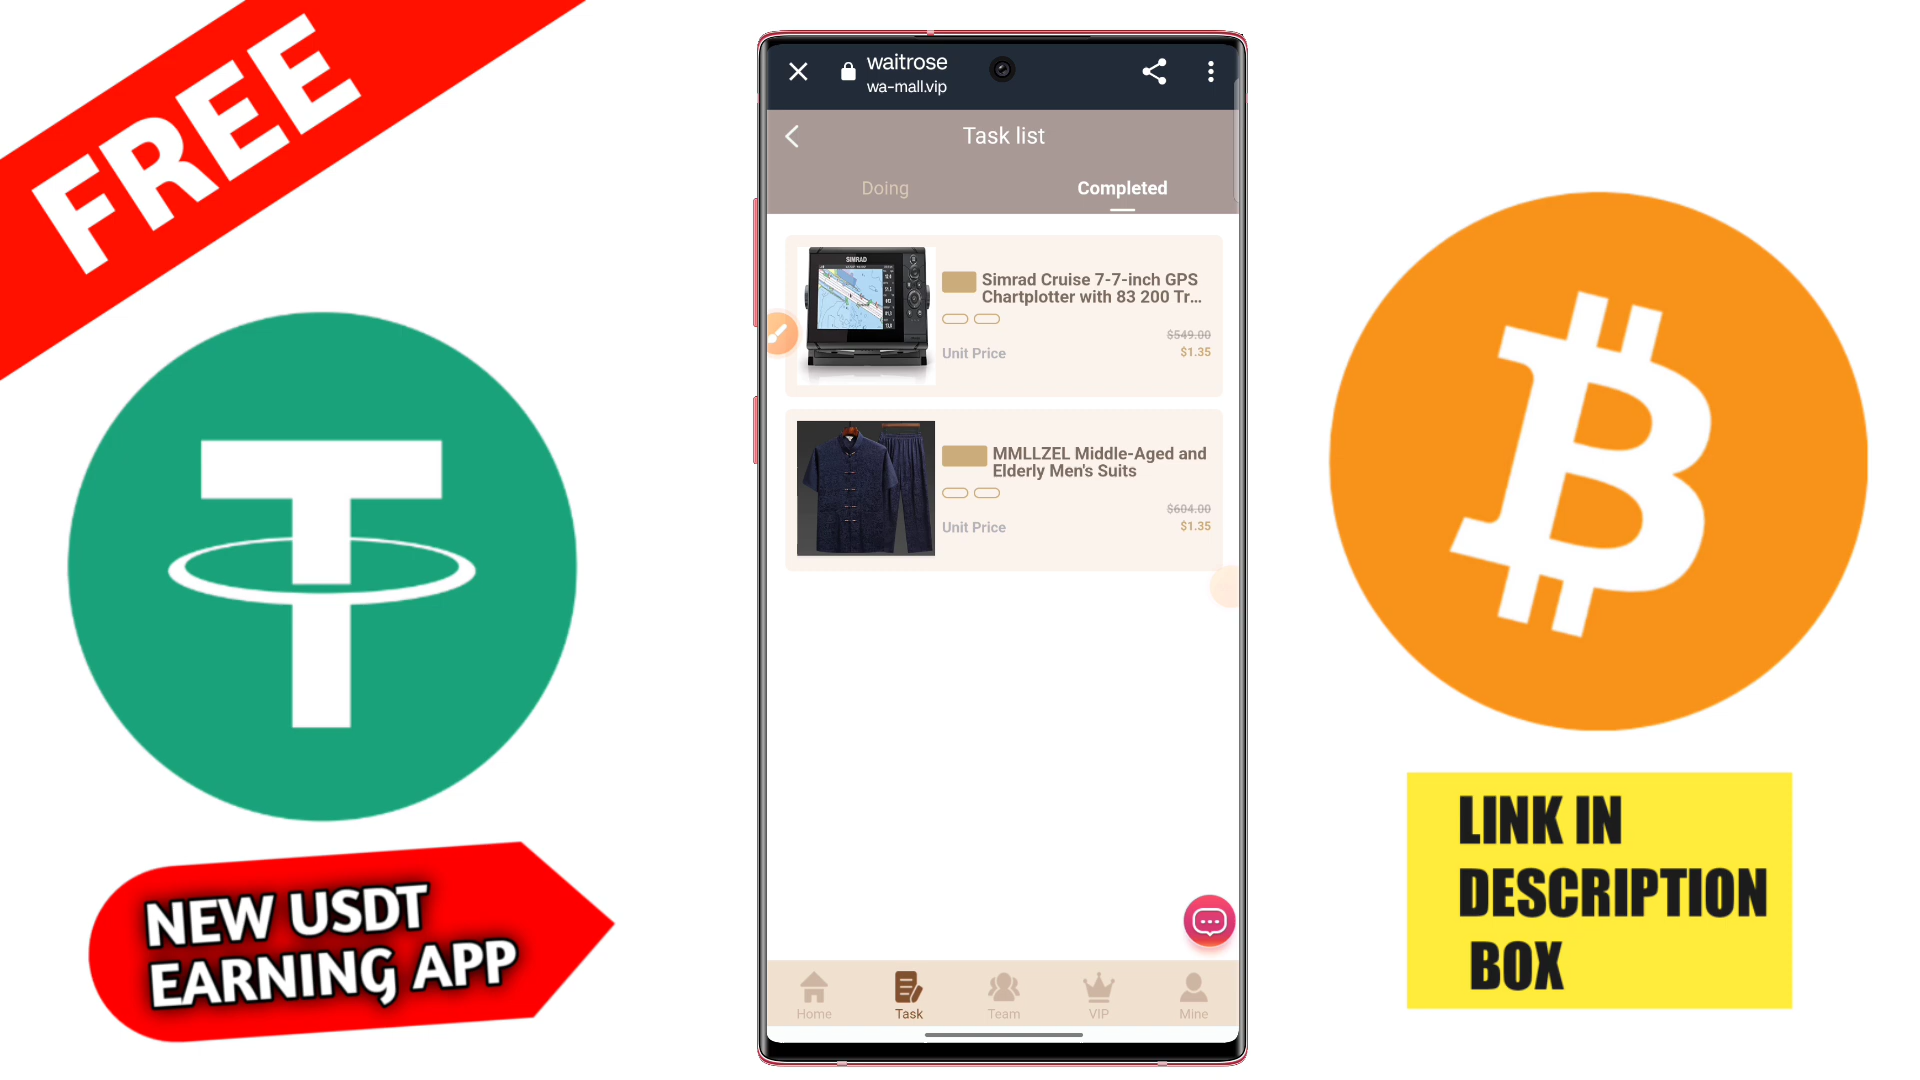 FREE
waitrose
wa-mall.vip
Task list
Doing
Completed
SIMRAD
Simrad Cruise 7-7-inch GPS
Chartplotter with 83 200 Tr...
$549.00
Unit Price
$1.35
MMLLZEL Middle-Aged and
Elderly Men's Suits
$604.00
Unit Price
$1.35
NEW USDT
EARNING APP
LINK IN
DESCRIPTION
BOX
Home
Task
Team
VIP
Mine